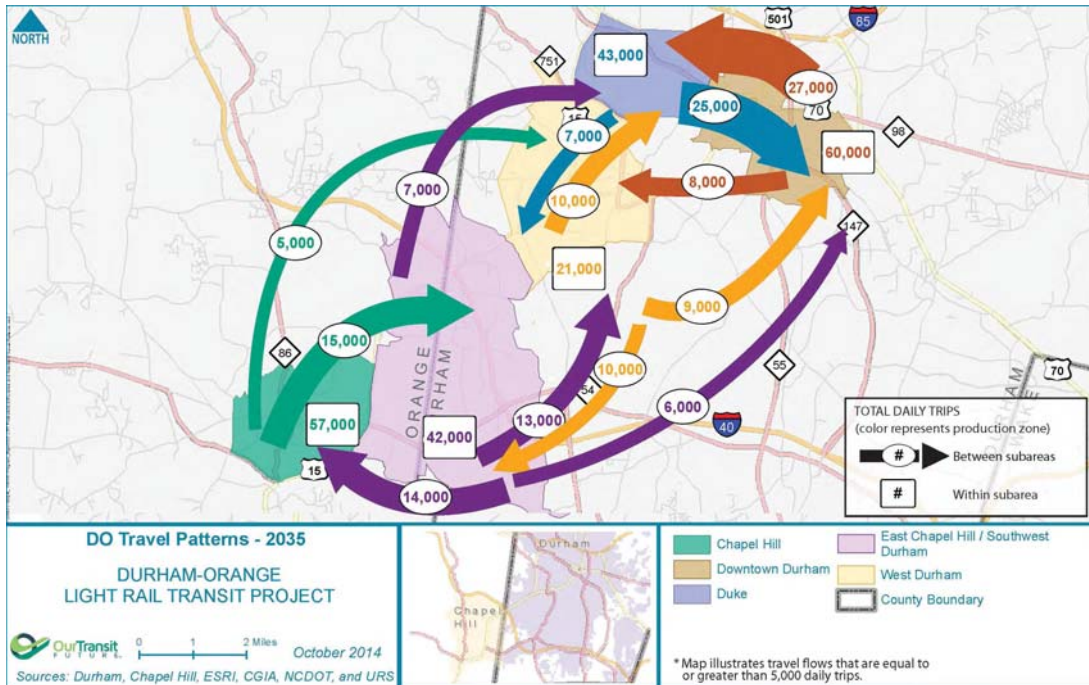 NORTH
501
85
751
43,000
27,000
70
25,000
15
7,000
98
60,000
7,000
8,000
10,000
5,000
147
21,000
9,000
15,000
86
ORANGE
DURHAM
10,000
55
54
6,000
DURHAM
WAKE
70
13,000
40
57,000
42,000
15
14,000
TOTAL DAILY TRIPS
(color represents production zone)
# Between subareas
# Within subarea
DO Travel Patterns - 2035
DURHAM-ORANGE
LIGHT RAIL TRANSIT PROJECT
OurTransit
FUTURE
0 1 2 Miles
October 2014
Sources: Durham, Chapel Hill, ESRI, CGIA, NCDOT, and URS
Durham
Chapel
Hill
Chapel Hill
Downtown Durham
Duke
East Chapel Hill / Southwest
Durham
West Durham
County Boundary
* Map illustrates travel flows that are equal to
or greater than 5,000 daily trips.